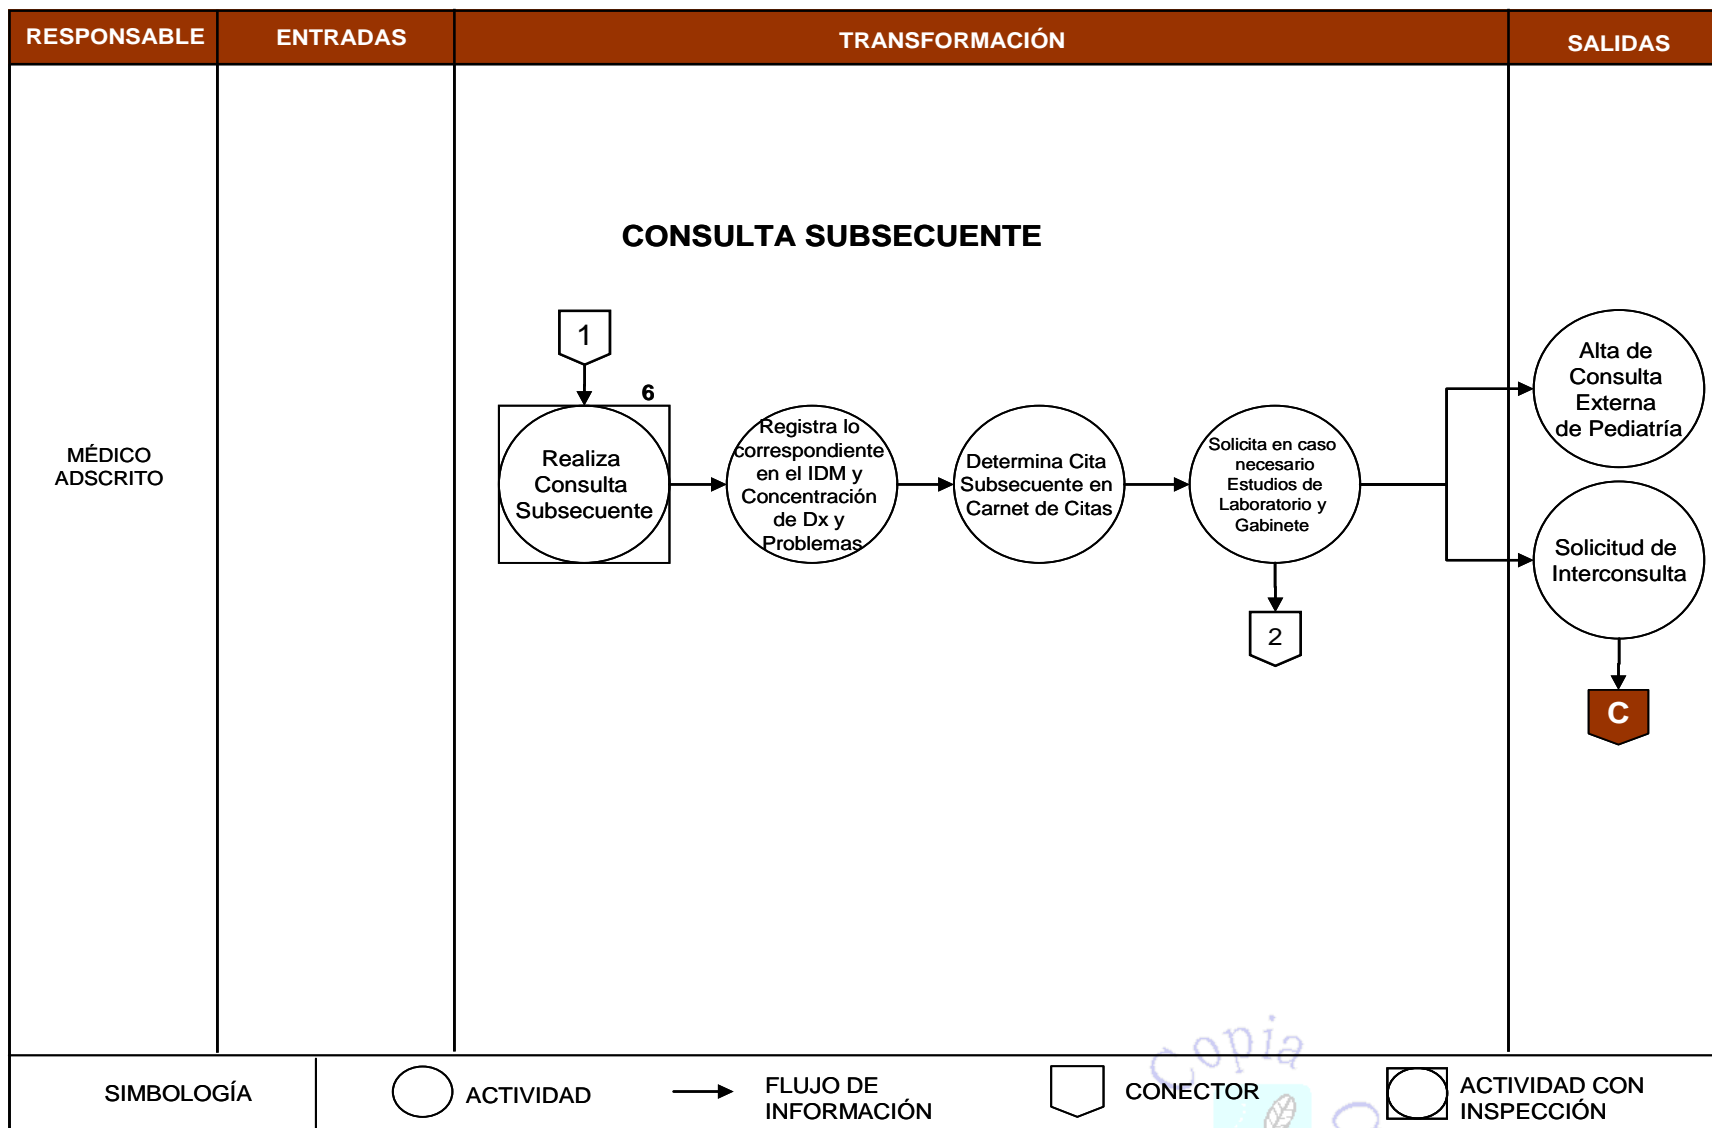 RESPONSABLE
ENTRADAS
TRANSFORMACIÓN
SALIDAS
CONSULTA SUBSECUENTE
MÉDICO
ADSCRITO
1
6
Realiza
Consulta
Subsecuente
Registra lo
correspondiente
en el IDM y
Concentración
de Dx y
Problemas
Determina Cita
Subsecuente en
Carnet de Citas
Solicita en caso
necesario
Estudios de
Laboratorio y
Gabinete
2
Alta de
Consulta
Externa
de Pediatría
Solicitud de
Interconsulta
C
SIMBOLOGÍA
ACTIVIDAD
FLUJO DE
INFORMACIÓN
CONECTOR
ACTIVIDAD CON
INSPECCIÓN
Copia